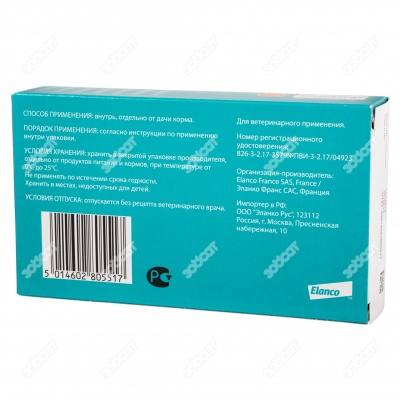 СПОСОБ ПРИМЕНЕНИЯ: внутрь, отдельно от дачи корма.
ПОРЯДОК ПРИМЕНЕНИЯ: согласно инструкции по применению
внутри упаковки.
УСЛОВИЯ ХРАНЕНИЯ: хранить в закрытой упаковке производителя,
отдельно от продуктов питания и кормов, при температуре от
0°C до 25°C.
Не применять по истечении срока годности.
Хранить в местах, недоступных для детей.
УСЛОВИЯ ОТПУСКА: отпускается без рецепта ветеринарного врача.
5 014602 805517
РСТ
Для ветеринарного применения.
Номер регистрационного
удостоверения:
Организация-производитель:
Elanco France SAS, France /
Эланко Франс САС, Франция
Импортер в РФ:
ООО "Эланко Рус", 123112
Россия, г. Москва, Пресненская
набережная, 10
Elanco
зообат